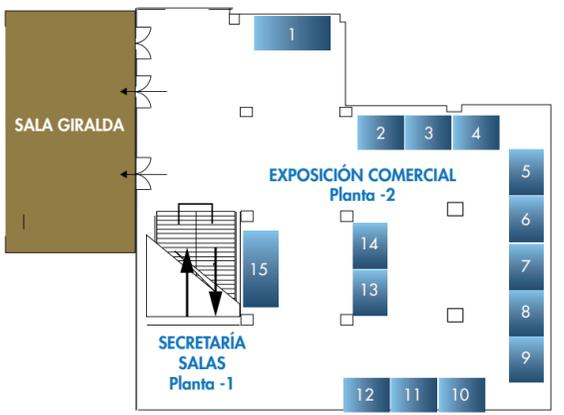 1
SALA GIRALDA
2 3 4
EXPOSICIÓN COMERCIAL
Planta -2
5
6
7
8
9
14
13
15
SECRETARÍA
SALAS
Planta -1
12 11 10